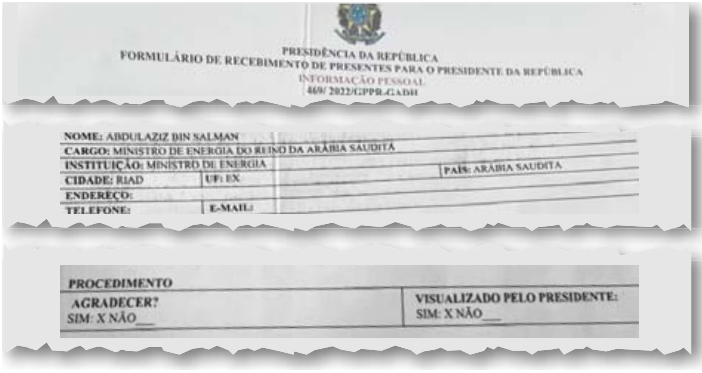 PRESIDÊNCIA DA REPÚBLICA
FORMULÁRIO DE RECEBIMENTO DE PRESENTES PARA O PRESIDENTE DA REPÚBLICA
INFORMAÇÃO PESSOAL
469/ 2022/GPPR-GADH
NOME: ABDULAZIZ BIN SALMAN
CARGO: MINISTRO DE ENERGIA DO REINO DA ARÁBIA SAUDITA
INSTITUIÇÃO: MINISTRO DE ENERGIA PAÍS: ARÁBIA SAUDITA
CIDADE: RIAD UF: EX
ENDEREÇO:
TELEFONE: E-MAIL:
PROCEDIMENTO
AGRADECER? VISUALIZADO PELO PRESIDENTE:
SIM: X NÃO___ SIM: X NÃO___